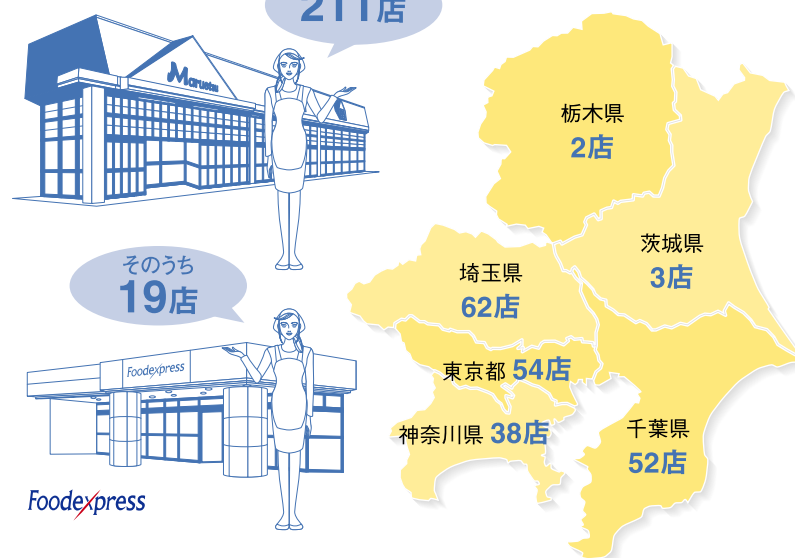 211店
Maruetsu
そのうち
19店
Foodexpress
Foodexpress
栃木県
2店
茨城県
3店
埼玉県
62店
東京都 54店
神奈川県 38店
千葉県
52店